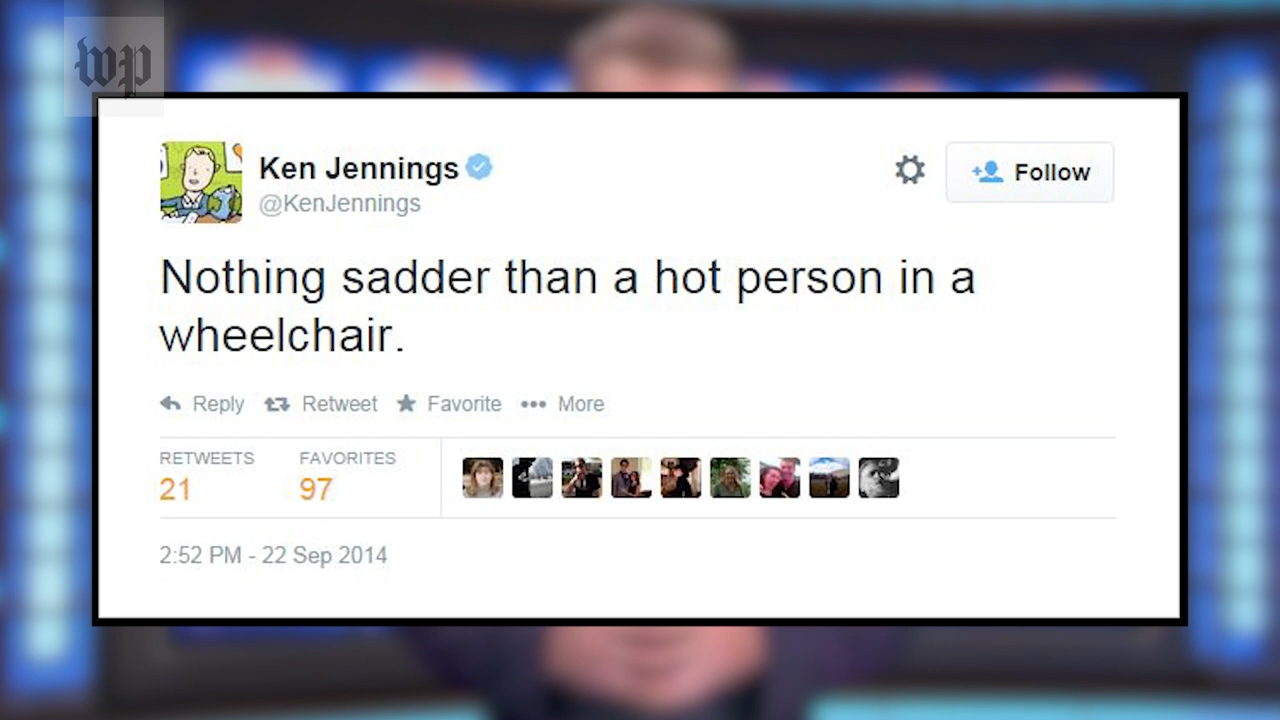 wp
Ken Jennings
@KenJennings
Follow
Nothing sadder than a hot person in a
wheelchair.
Reply Retweet Favorite More
RETWEETS FAVORITES
21 97
2:52 PM - 22 Sep 2014